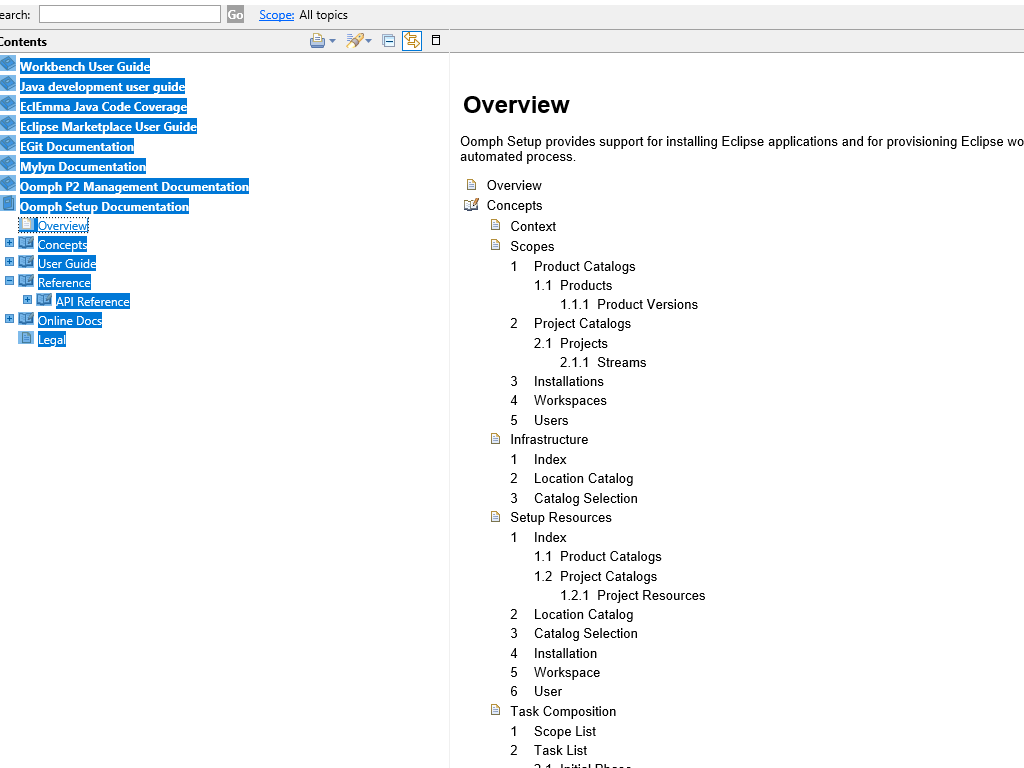 earch:
Go
Scope: All topics
Contents
Workbench User Guide
Java development user guide
EclEmma Java Code Coverage
Eclipse Marketplace User Guide
EGit Documentation
Mylyn Documentation
Oomph P2 Management Documentation
Oomph Setup Documentation
Overview
Concepts
User Guide
Reference
API Reference
Online Docs
Legal
Overview
Oomph Setup provides support for installing Eclipse applications and for provisioning Eclipse wo
automated process.
Overview
Concepts
Context
Scopes
1 Product Catalogs
1.1 Products
1.1.1 Product Versions
2 Project Catalogs
2.1 Projects
2.1.1 Streams
3 Installations
4 Workspaces
5 Users
Infrastructure
1 Index
2 Location Catalog
3 Catalog Selection
Setup Resources
1 Index
1.1 Product Catalogs
1.2 Project Catalogs
1.2.1 Project Resources
2 Location Catalog
3 Catalog Selection
4 Installation
5 Workspace
6 User
Task Composition
1 Scope List
2 Task List
2.1 Initial Phase